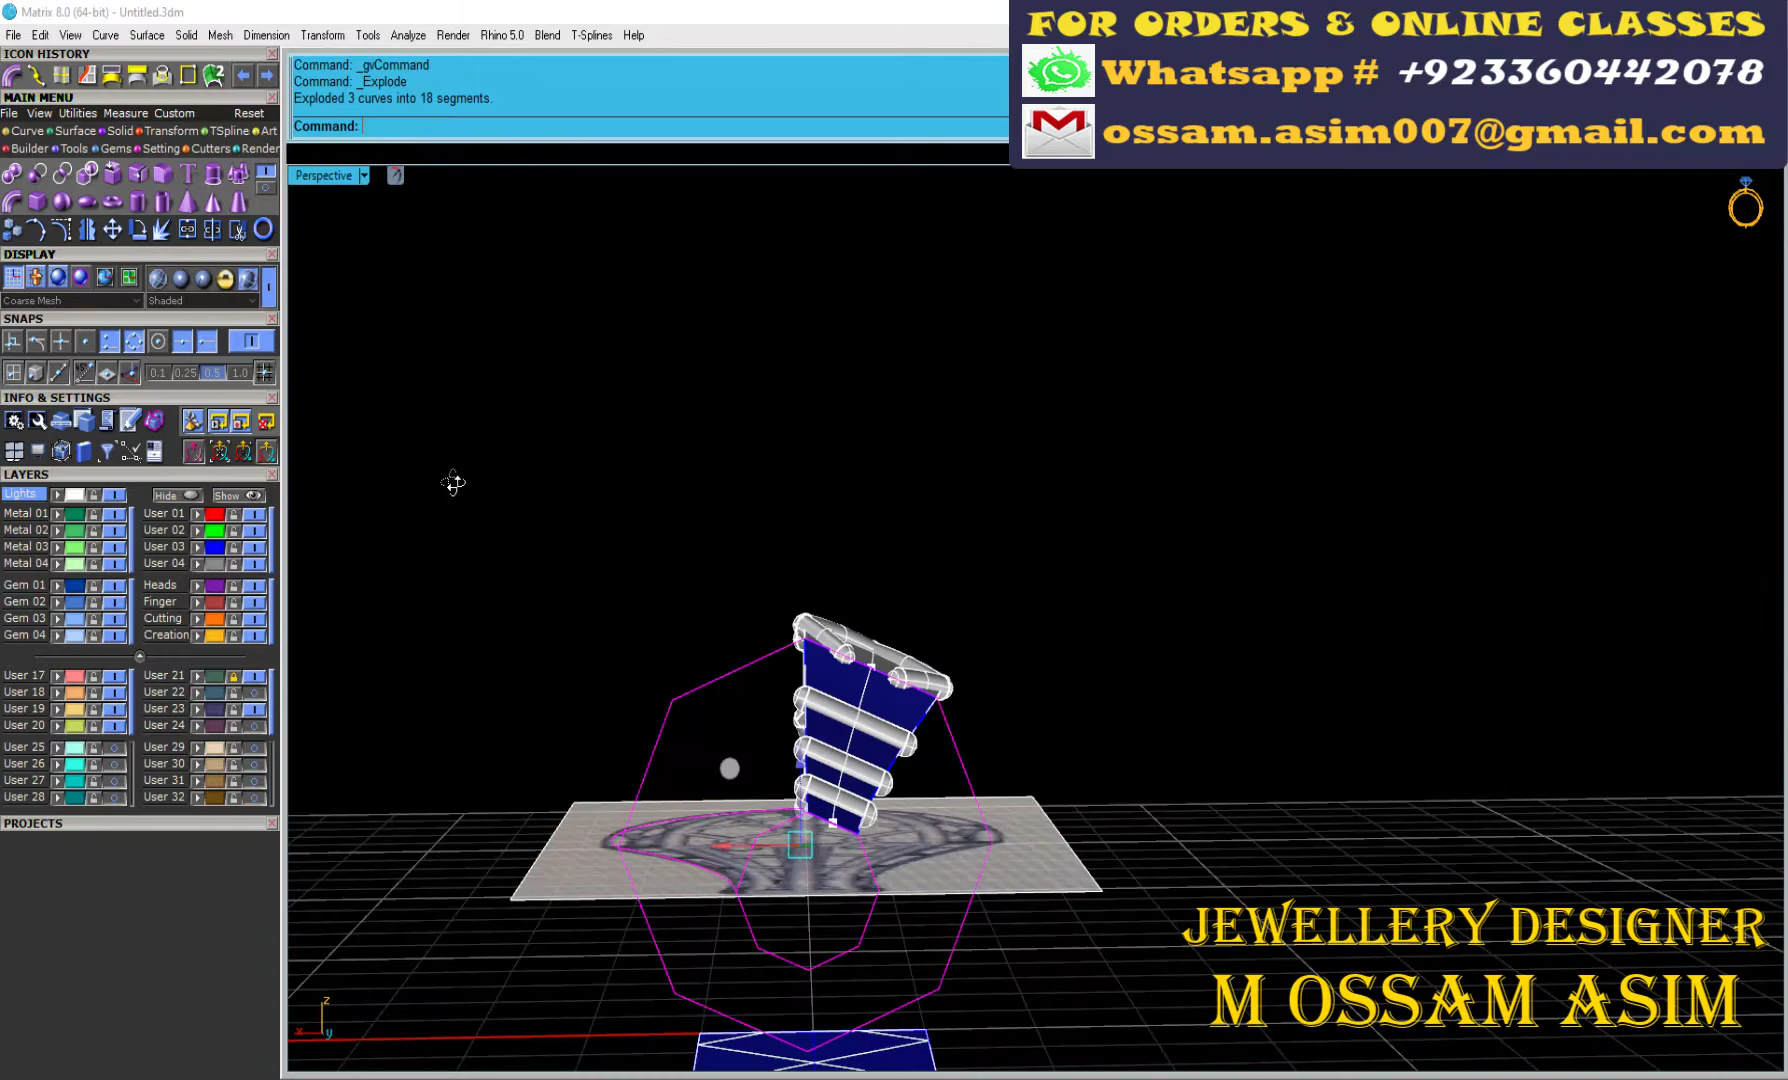 Matrix 8.0 (64-bit) - Untitled.3dm
File Edit View Curve Surface Solid Mesh Dimension Transform Tools Analyze Render Rhino 5.0 Blend T-Splines Help
FOR ORDERS & ONLINE CLASSES
Whatsapp # +923360442078
ossam.asim007@gmail.com
ICON HISTORY
Command: _gvCommand
Command: _Explode
Exploded 3 curves into 18 segments.
Command:
MAIN MENU
File View Utilities Measure Custom Reset
Curve Surface Solid Transform TSpline Art
Builder Tools Gems Setting Cutters Render
Perspective
DISPLAY
Coarse Mesh Shaded
SNAPS
0.1 0.25 0.5 1.0
INFO & SETTINGS
LAYERS
Lights Hide Show
Metal 01 User 01
Metal 02 User 02
Metal 03 User 03
Metal 04 User 04
Gem 01 Heads
Gem 02 Finger
Gem 03 Cutting
Gem 04 Creation
User 17 User 21
User 18 User 22
User 19 User 23
User 20 User 24
User 25 User 29
User 26 User 30
User 27 User 31
User 28 User 32
PROJECTS
z
x y
JEWELLERY DESIGNER
M OSSAM ASIM